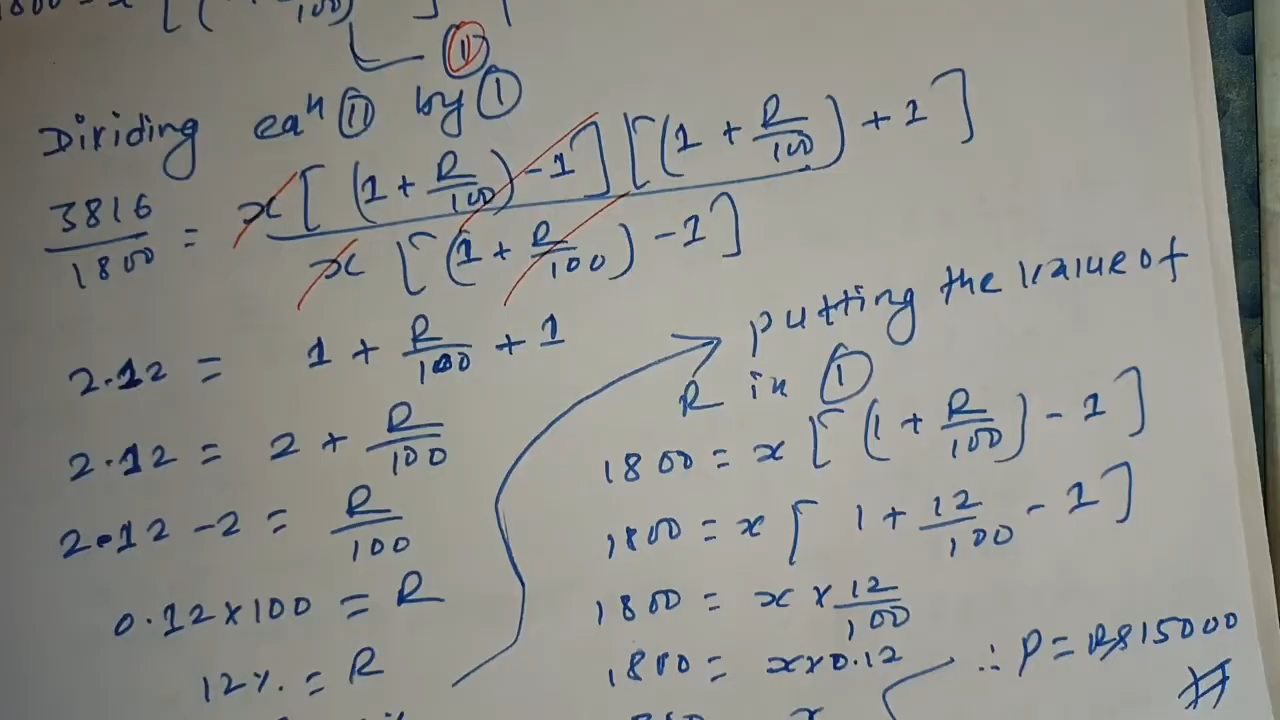 (II)
Dividing eqⁿ (II) by (I)
3816/1800 = x[(1 + R/100) - 1][(1 + R/100) + 1] / x[(1 + R/100) - 1]
2.12 = 1 + R/100 + 1
2.12 = 2 + R/100
2.12 - 2 = R/100
0.12 x 100 = R
12%. = R
putting the value of
R in (I)
1800 = x[(1 + R/100) - 1]
1800 = x[1 + 12/100 - 1]
1800 = x × 12/100
1800 = x × 0.12
∴ P = Rs 15000